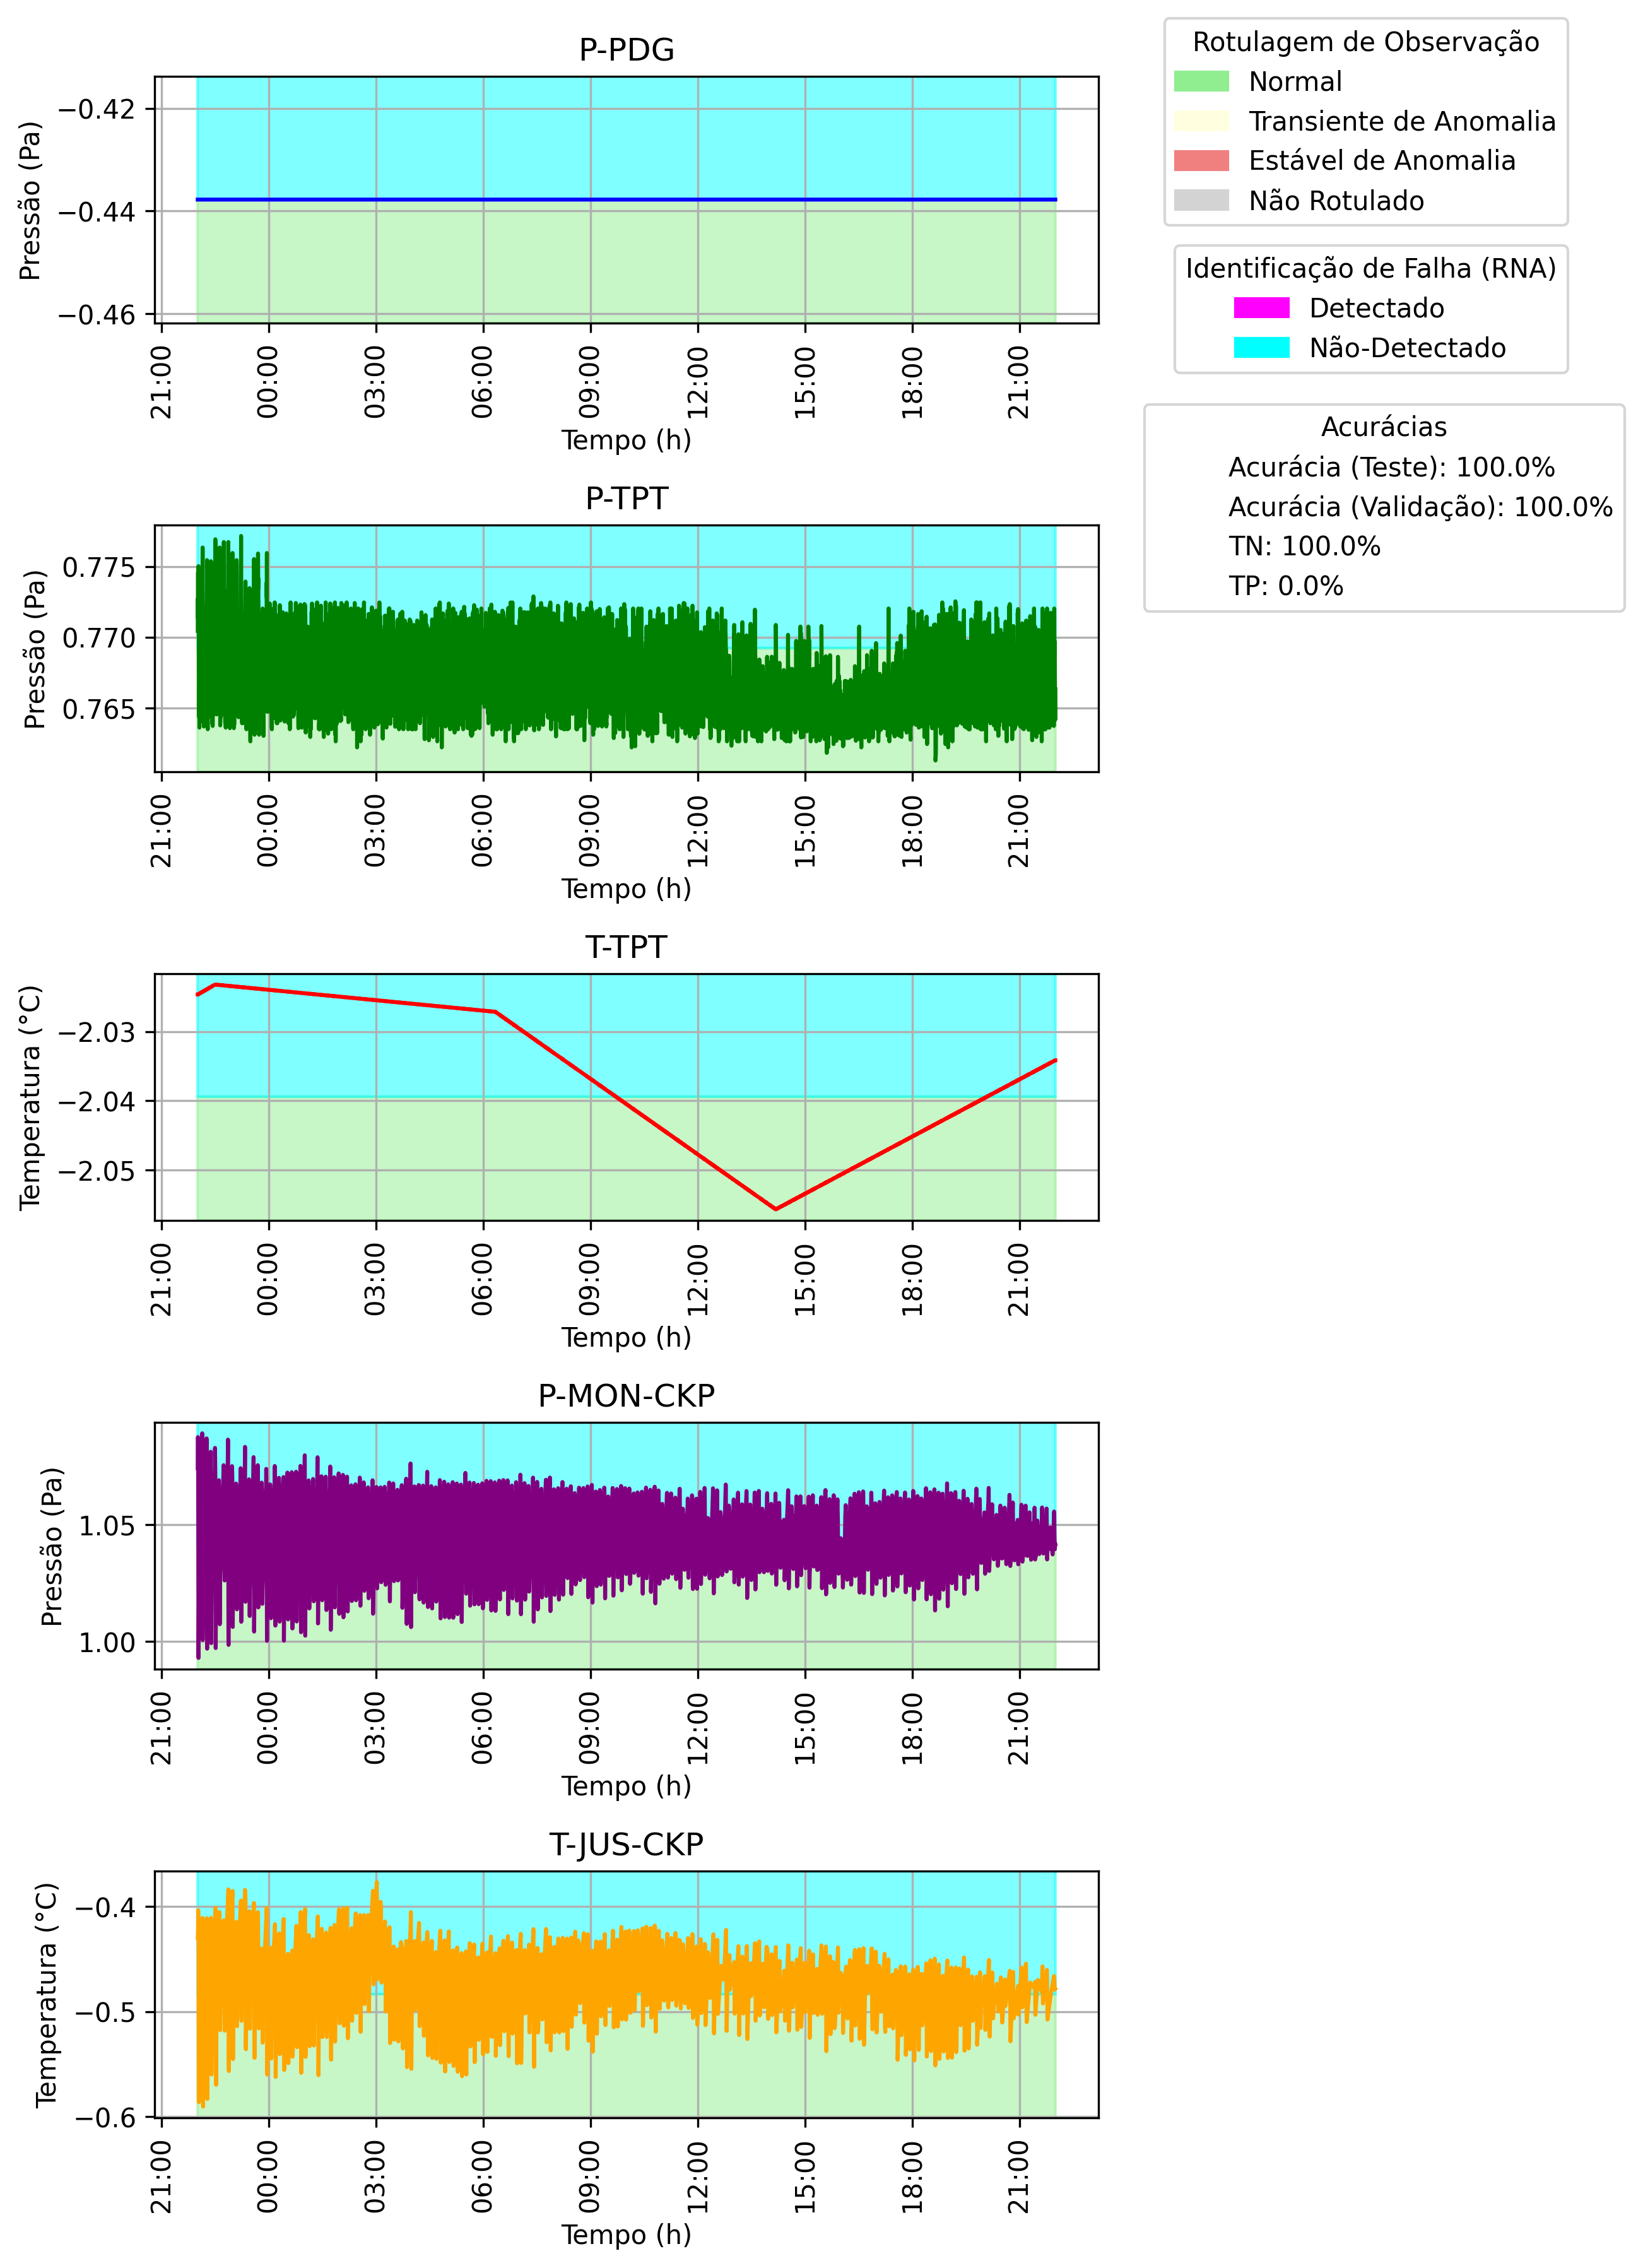 P-PDG
Pressão (Pa)
−0.42
−0.44
−0.46
21:00
00:00
03:00
06:00
09:00
12:00
15:00
18:00
21:00
Tempo (h)
Rotulagem de Observação
Normal
Transiente de Anomalia
Estável de Anomalia
Não Rotulado
Identificação de Falha (RNA)
Detectado
Não-Detectado
Acurácias
Acurácia (Teste): 100.0%
Acurácia (Validação): 100.0%
TN: 100.0%
TP: 0.0%
P-TPT
Pressão (Pa)
0.775
0.770
0.765
21:00
00:00
03:00
06:00
09:00
12:00
15:00
18:00
21:00
Tempo (h)
T-TPT
Temperatura (°C)
−2.03
−2.04
−2.05
21:00
00:00
03:00
06:00
09:00
12:00
15:00
18:00
21:00
Tempo (h)
P-MON-CKP
Pressão (Pa)
1.05
1.00
21:00
00:00
03:00
06:00
09:00
12:00
15:00
18:00
21:00
Tempo (h)
T-JUS-CKP
Temperatura (°C)
−0.4
−0.5
−0.6
21:00
00:00
03:00
06:00
09:00
12:00
15:00
18:00
21:00
Tempo (h)